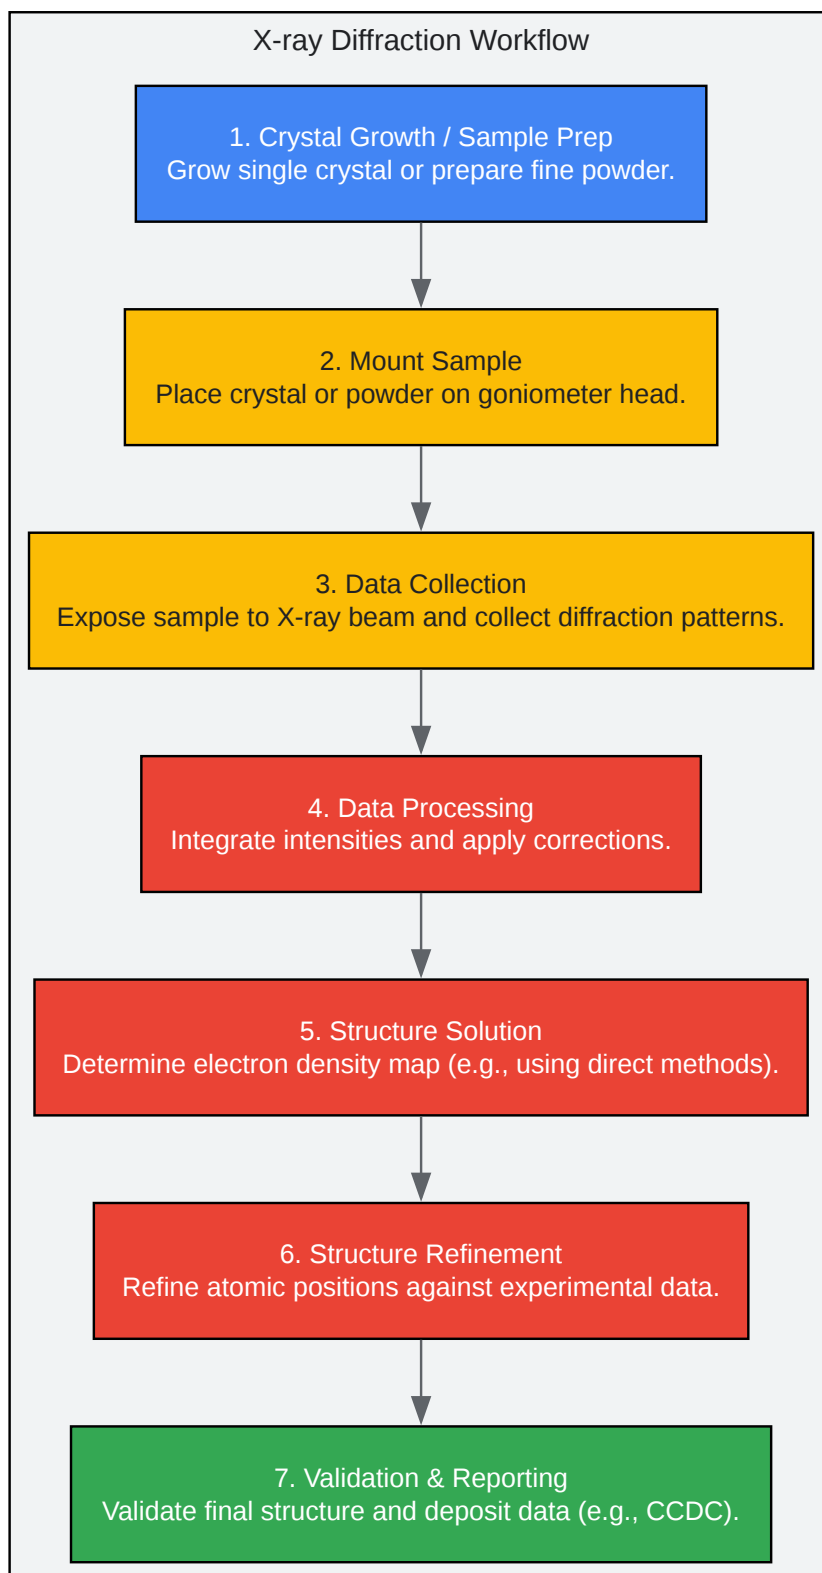 X-ray Diffraction Workflow
1. Crystal Growth / Sample Prep
Grow single crystal or prepare fine powder.
2. Mount Sample
Place crystal or powder on goniometer head.
3. Data Collection
Expose sample to X-ray beam and collect diffraction patterns.
4. Data Processing
Integrate intensities and apply corrections.
5. Structure Solution
Determine electron density map (e.g., using direct methods).
6. Structure Refinement
Refine atomic positions against experimental data.
7. Validation & Reporting
Validate final structure and deposit data (e.g., CCDC).